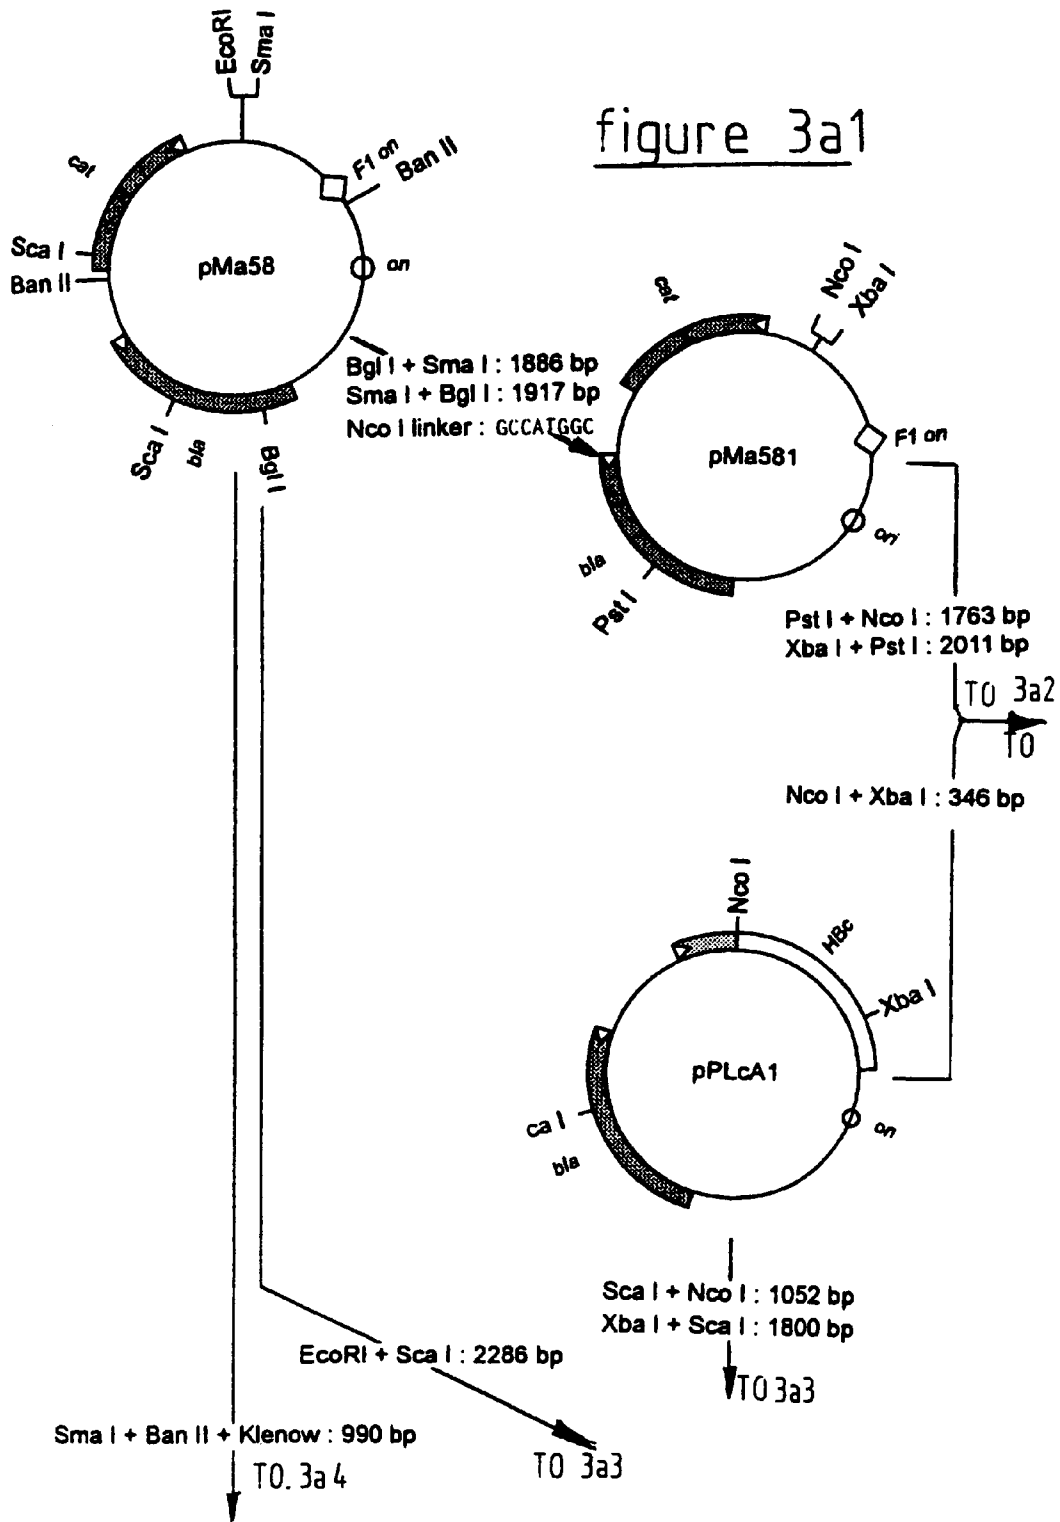 figure 3a1
EcoRI
Sma I
cat
F1 ori
Ban II
Sca I
Ban II
pMa58
ori
Sca I
bla
Bgl I
Bgl I + Sma I : 1886 bp
Sma I + Bgl I : 1917 bp
Nco I linker : GCCATGGC
cat
Nco I
Xba I
pMa581
F1 ori
ori
bla
Pst I
Pst I + Nco I : 1763 bp
Xba I + Pst I : 2011 bp
TO 3a2
TO
Nco I + Xba I : 346 bp
Nco I
HBc
Xba I
pPLcA1
ca I
bla
ori
Sca I + Nco I : 1052 bp
Xba I + Sca I : 1800 bp
TO 3a3
EcoRI + Sca I : 2286 bp
TO 3a3
Sma I + Ban II + Klenow : 990 bp
TO. 3a4